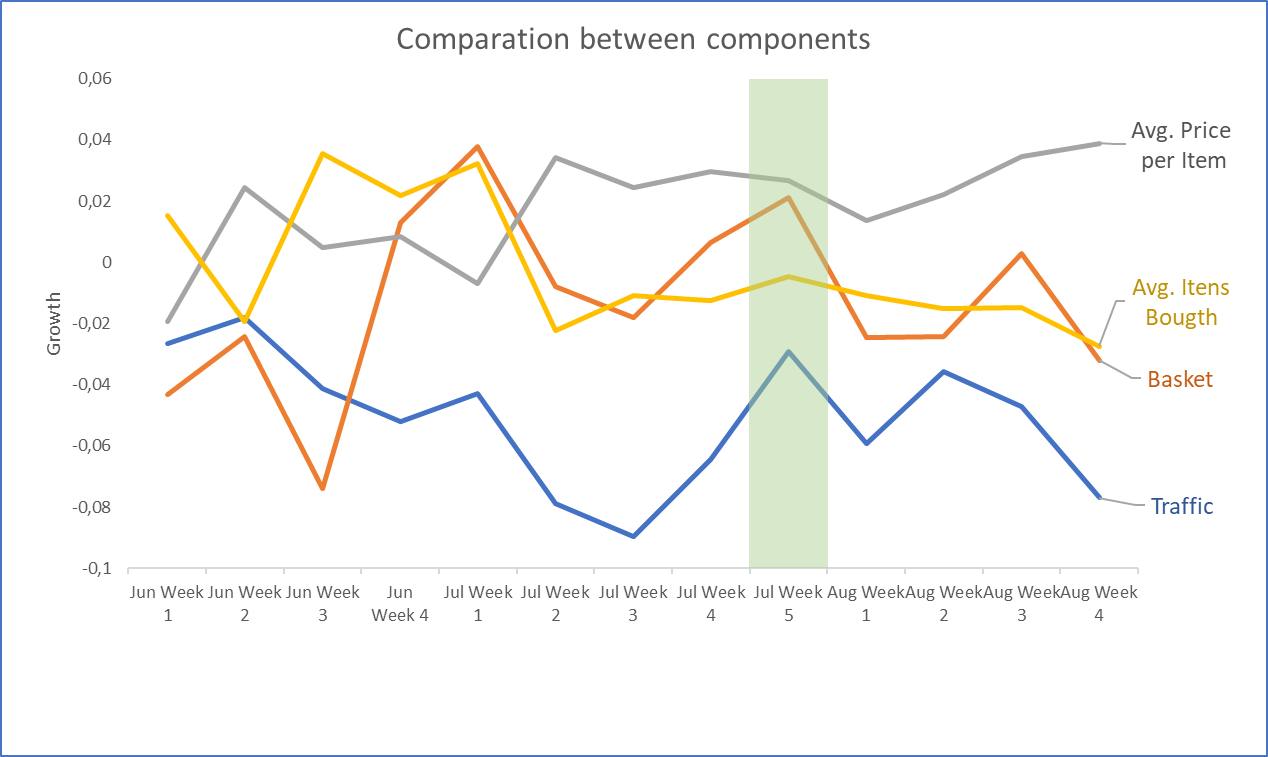 Comparation between components
0,06
0,04
0,02
0
-0,02
-0,04
-0,06
-0,08
-0,1
Growth
Avg. Price
per Item
Avg. Itens
Bougth
Basket
Traffic
Jun Week
1
Jun Week
2
Jun Week
3
Jun
Week 4
Jul Week
1
Jul Week
2
Jul Week
3
Jul Week
4
Jul Week
5
Aug Week
1
Aug Week
2
Aug Week
3
Aug Week
4